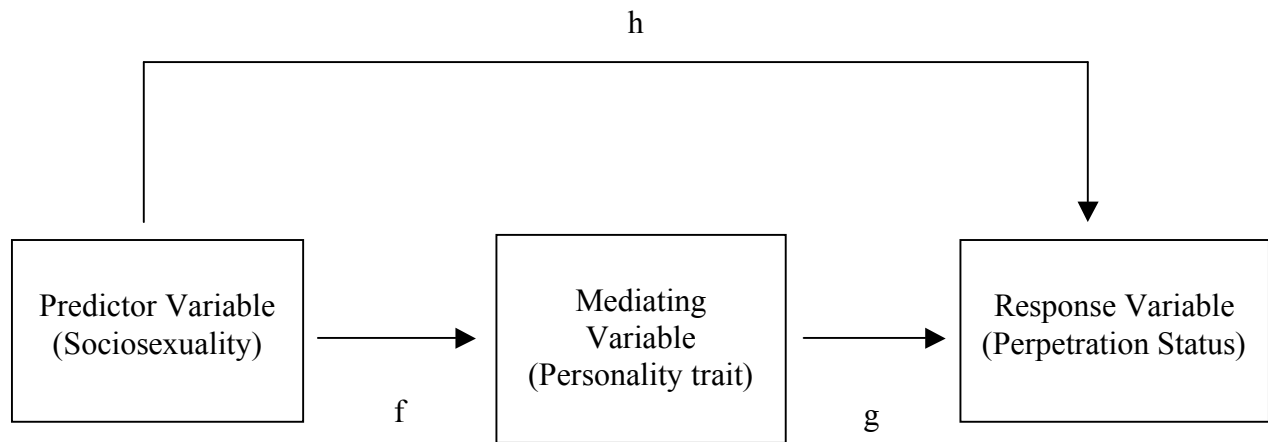 h
Predictor Variable
(Sociosexuality)
Mediating
Variable
(Personality trait)
Response Variable
(Perpetration Status)
f
g